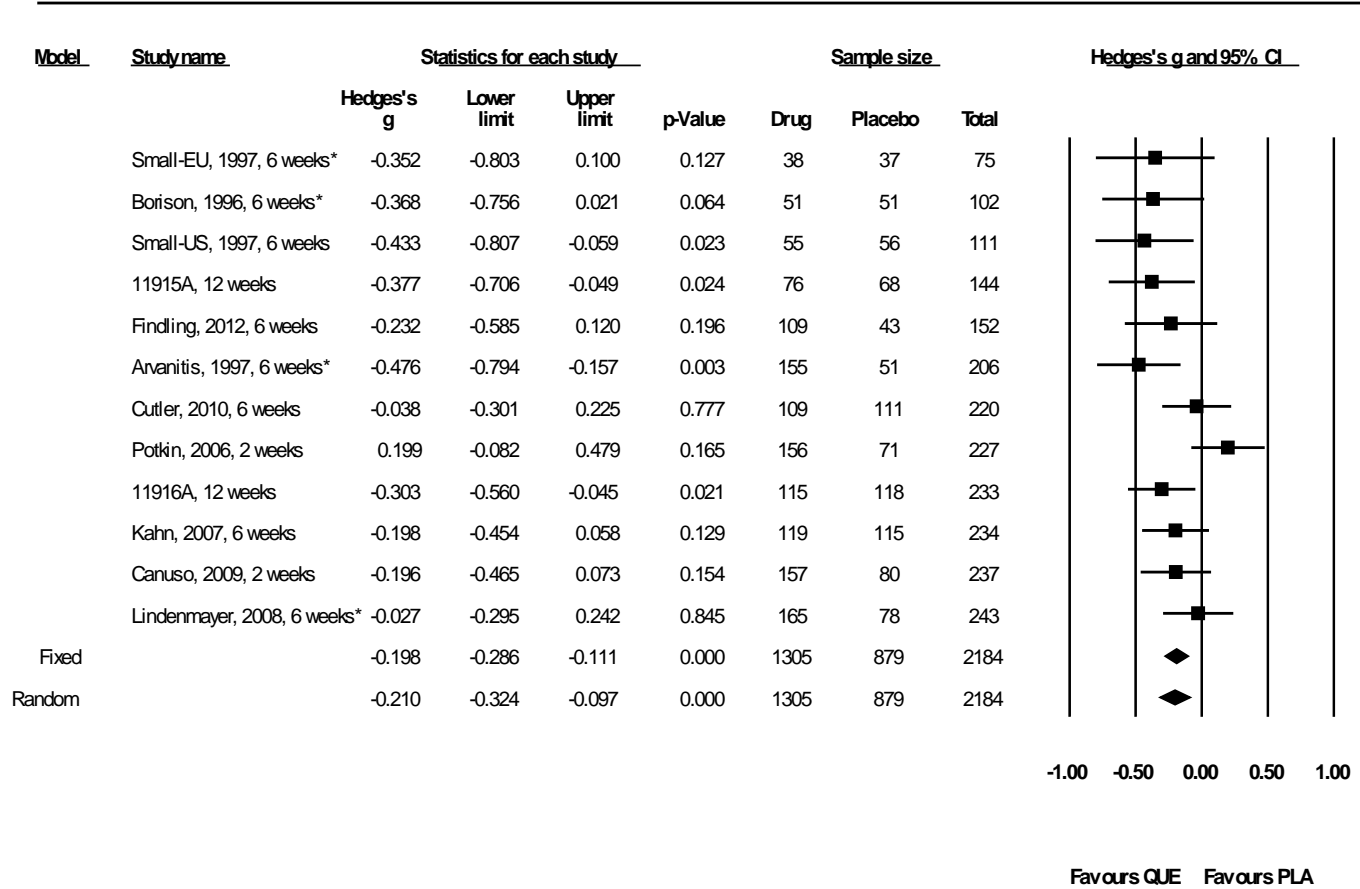 Model Study name Statistics for each study Sample size Hedges's g and 95% CI
Hedges's g Lower limit Upper limit p-Value Drug Placebo Total
Small-EU, 1997, 6 weeks* -0.352 -0.803 0.100 0.127 38 37 75
Borison, 1996, 6 weeks* -0.368 -0.756 0.021 0.064 51 51 102
Small-US, 1997, 6 weeks -0.433 -0.807 -0.059 0.023 55 56 111
11915A, 12 weeks -0.377 -0.706 -0.049 0.024 76 68 144
Findling, 2012, 6 weeks -0.232 -0.585 0.120 0.196 109 43 152
Arvanitis, 1997, 6 weeks* -0.476 -0.794 -0.157 0.003 155 51 206
Cutler, 2010, 6 weeks -0.038 -0.301 0.225 0.777 109 111 220
Potkin, 2006, 2 weeks 0.199 -0.082 0.479 0.165 156 71 227
11916A, 12 weeks -0.303 -0.560 -0.045 0.021 115 118 233
Kahn, 2007, 6 weeks -0.198 -0.454 0.058 0.129 119 115 234
Canuso, 2009, 2 weeks -0.196 -0.465 0.073 0.154 157 80 237
Lindenmayer, 2008, 6 weeks* -0.027 -0.295 0.242 0.845 165 78 243
Fixed -0.198 -0.286 -0.111 0.000 1305 879 2184
Random -0.210 -0.324 -0.097 0.000 1305 879 2184
-1.00 -0.50 0.00 0.50 1.00
Favours QUE Favours PLA